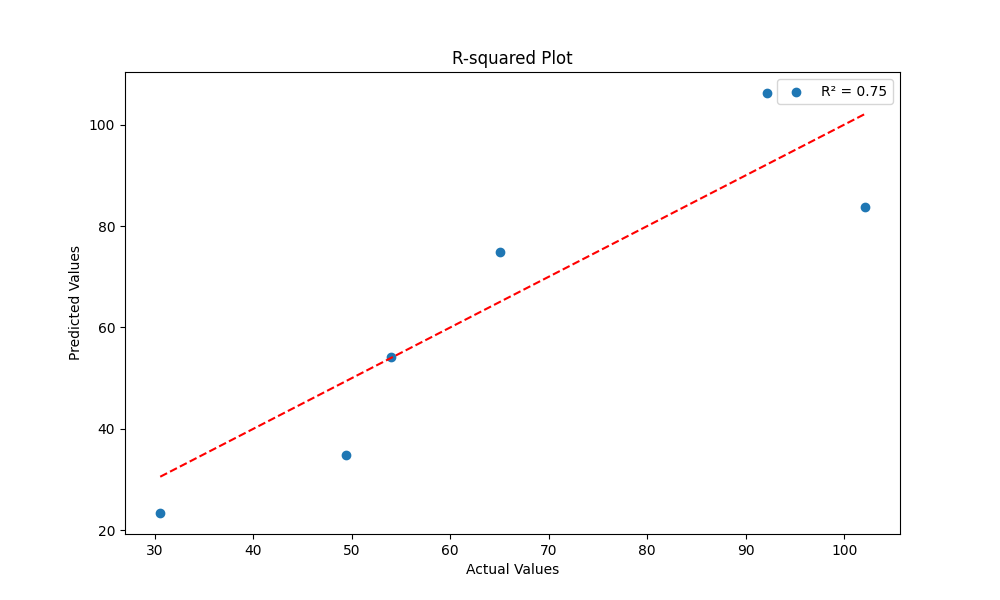 R-squared Plot
R² = 0.75
Predicted Values
100
80
60
40
20
30 40 50 60 70 80 90 100
Actual Values